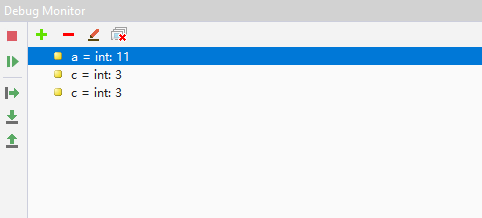 Debug Monitor
a = int: 11
c = int: 3
c = int: 3